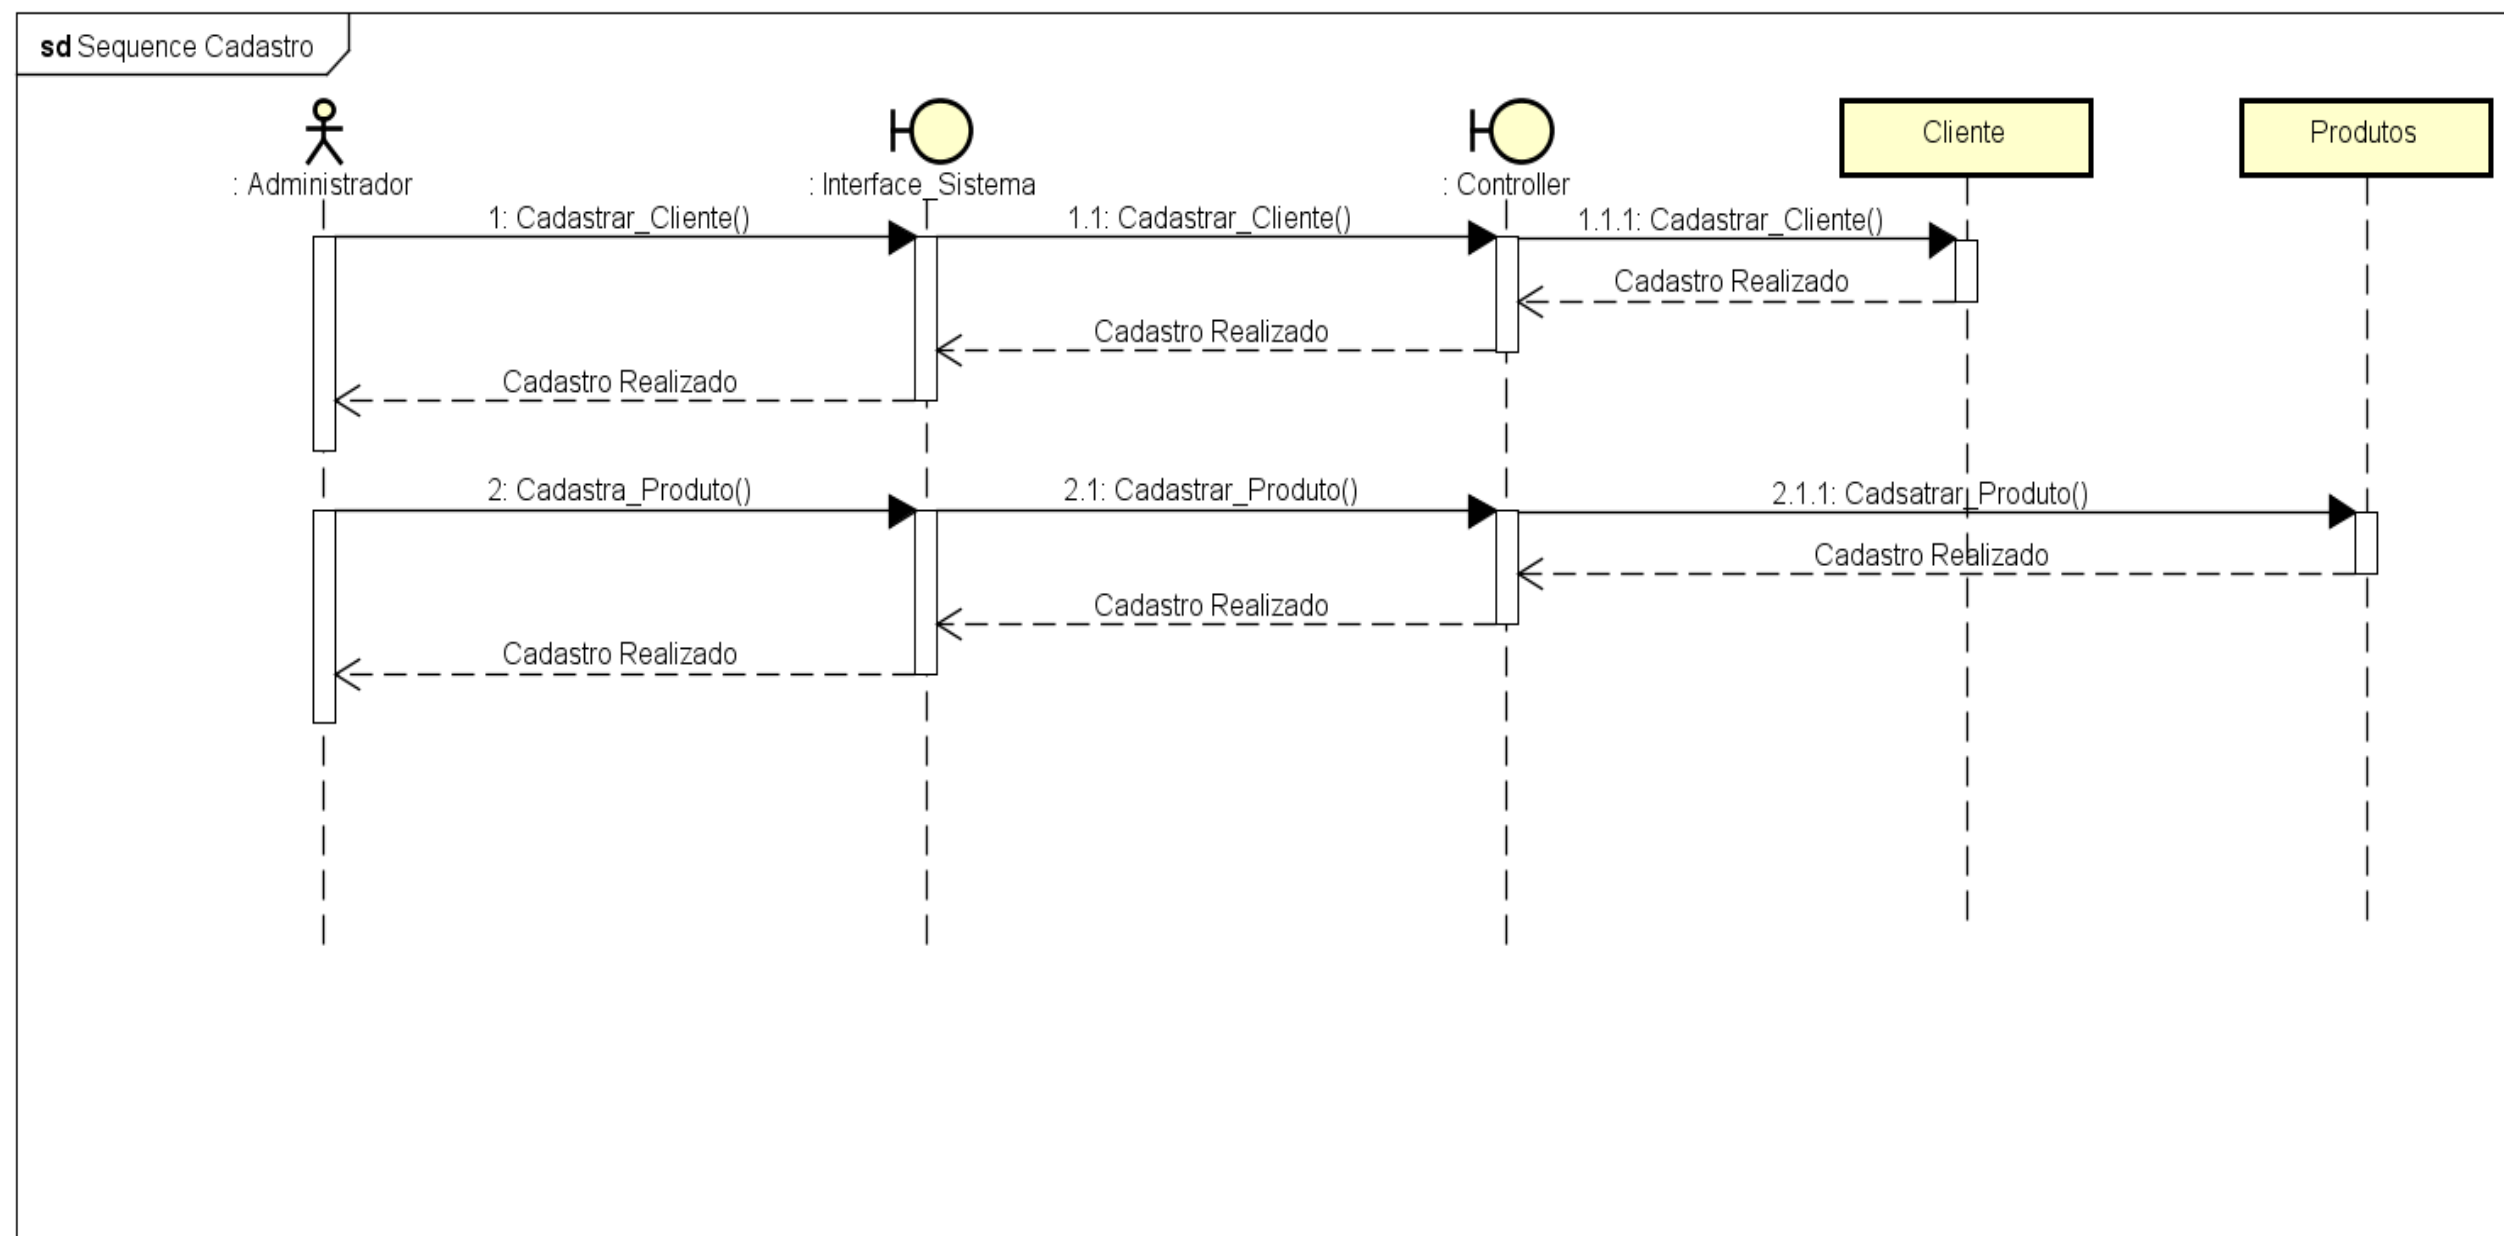 sd Sequence Cadastro
Cliente
Produtos
: Administrador
: Interface_Sistema
: Controller
1: Cadastrar_Cliente()
1.1: Cadastrar_Cliente()
1.1.1: Cadastrar_Cliente()
Cadastro Realizado
Cadastro Realizado
Cadastro Realizado
2: Cadastra_Produto()
2.1: Cadastrar_Produto()
2.1.1: Cadsatrar_Produto()
Cadastro Realizado
Cadastro Realizado
Cadastro Realizado